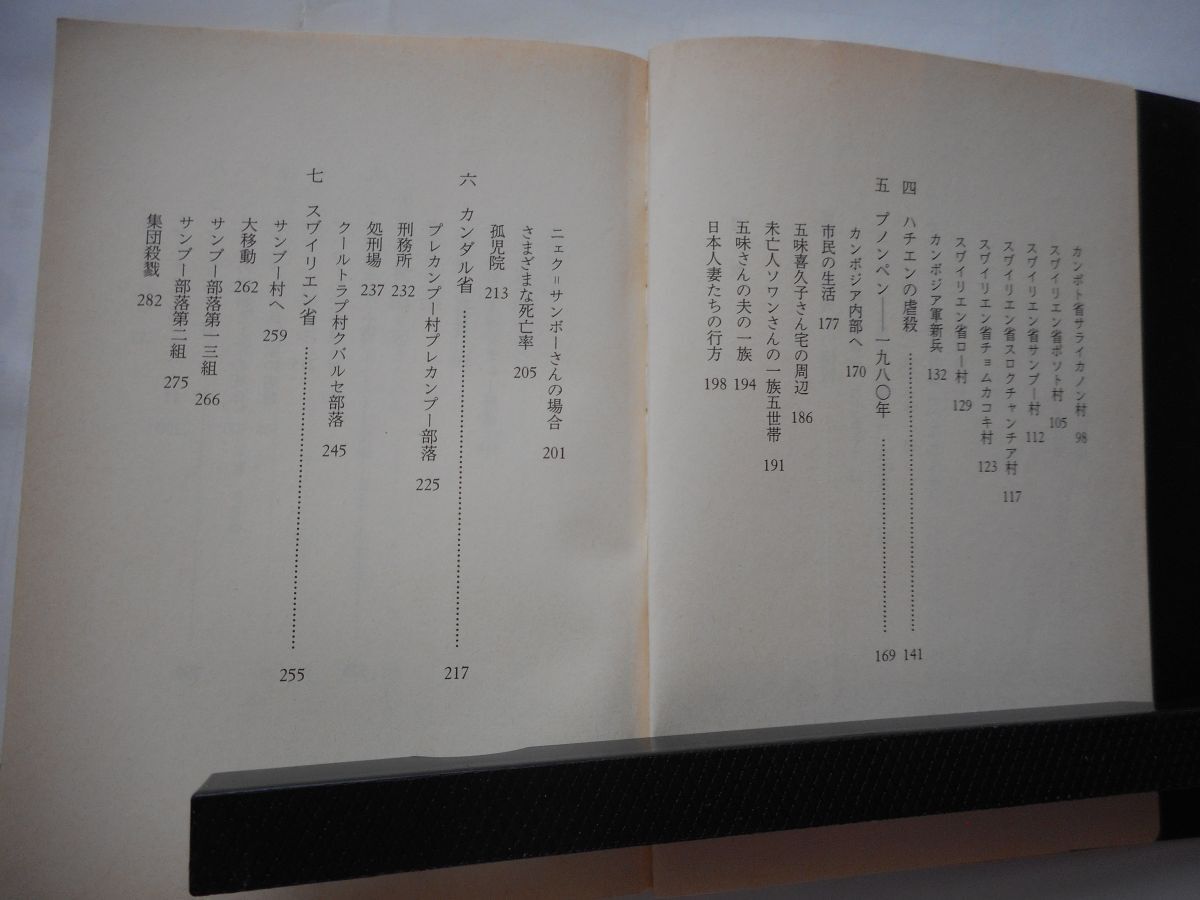 カンポト省サライカノン村 98
スヴイリエン省ポソト村 105
スヴイリエン省サンブー村 112
スヴイリエン省スロクチャンチア村 117
スヴイリエン省チョムカコキ村 123
スヴイリエン省ロー村 129
カンボジア軍新兵 132
四 ハチエンの虐殺 141
五 プノンペン——一九八〇年 169
カンボジア内部へ 170
市民の生活 177
五味喜久子さん宅の周辺 186
未亡人ソワンさんの一族五世帯 191
五味さんの夫の一族 194
日本人妻たちの行方 198
ニェク＝サンボーさんの場合 201
さまざまな死亡率 205
孤児院 213
六 カンダル省 217
プレカンプー村プレカンプー部落 225
刑務所 232
処刑場 237
クールトラプ村クバルセ部落 245
七 スヴイリエン省 255
サンブー村へ 259
大移動 262
サンブー部落第一三組 266
サンブー部落第二組 275
集団殺戮 282